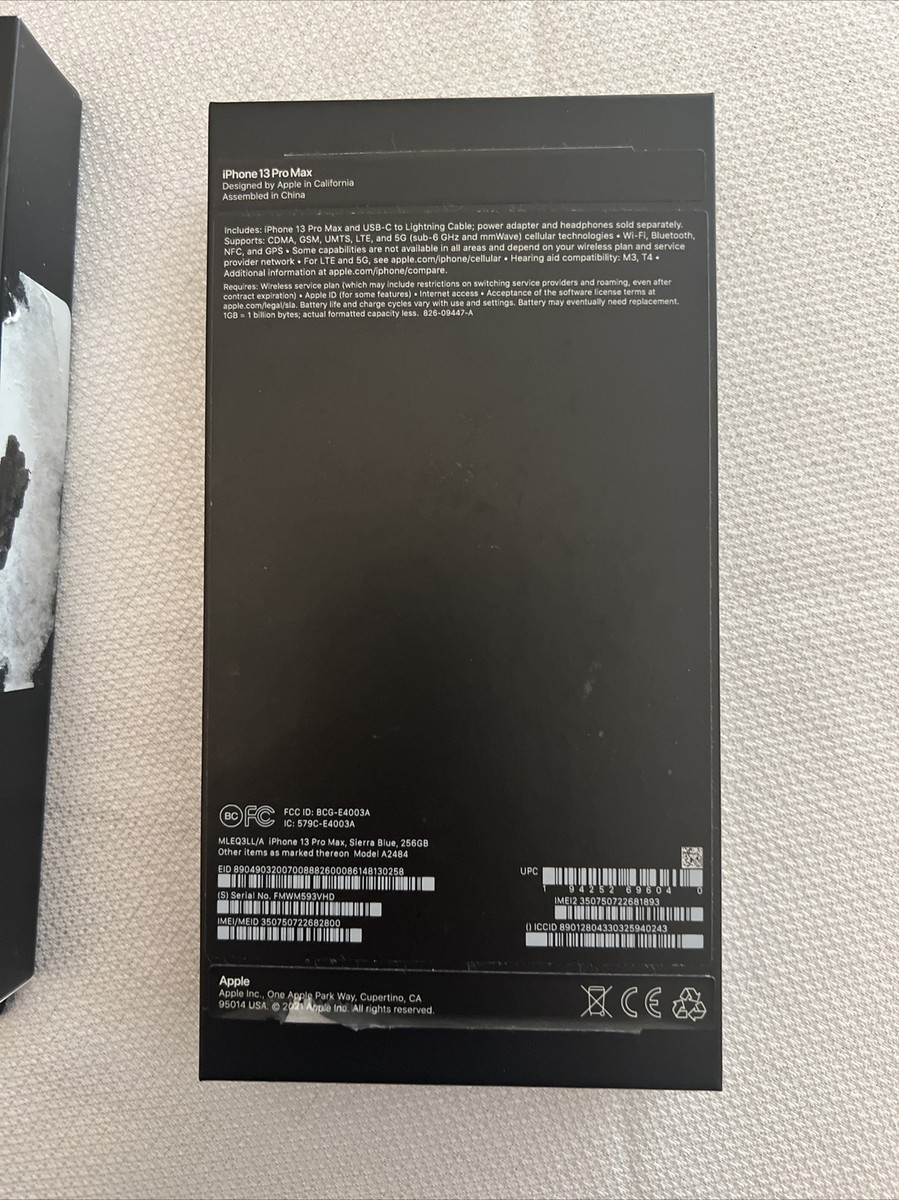 iPhone 13 Pro Max
Designed by Apple in California
Assembled in China
Includes: iPhone 13 Pro Max and USB-C to Lightning Cable; power adapter and headphones sold separately.
Supports: CDMA, GSM, UMTS, LTE, and 5G (sub-6 GHz and mmWave) cellular technologies • Wi-Fi, Bluetooth,
NFC, and GPS • Some capabilities are not available in all areas and depend on your wireless plan and service
provider network • For LTE and 5G, see apple.com/iphone/cellular • Hearing aid compatibility: M3, T4 •
Additional information at apple.com/iphone/compare.
Requires: Wireless service plan (which may include restrictions on switching service providers and roaming, even after
contract expiration) • Apple ID (for some features) • Internet access • Acceptance of the software license terms at
apple.com/legal/sla. Battery life and charge cycles vary with use and settings. Battery may eventually need replacement.
1GB = 1 billion bytes; actual formatted capacity less. 826-09447-A
BC FC FCC ID: BCG-E4003A
IC: 579C-E4003A
MLEQ3LL/A iPhone 13 Pro Max, Sierra Blue, 256GB
Other items as marked thereon Model A2484
EID 89049032007008882600086148130258
UPC
1 94252 69604 0
(S) Serial No. FMWM593VHD
IMEI2 350750722681893
IMEI/MEID 350750722682800
() ICCID 89012804330325940243
Apple
Apple Inc., One Apple Park Way, Cupertino, CA
95014 USA. © 2021 Apple Inc. All rights reserved.
CE